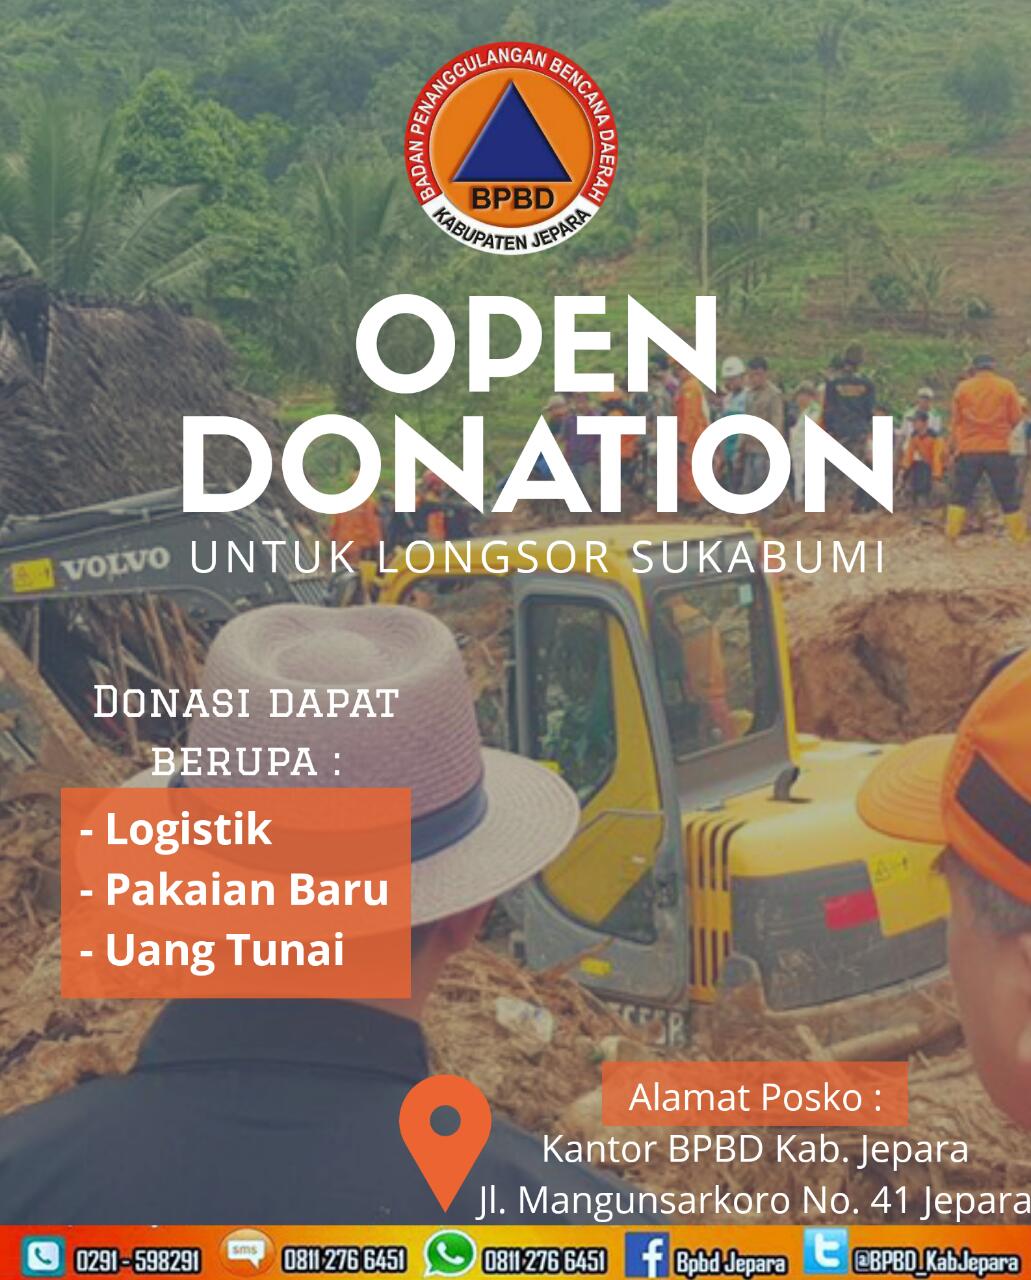 BADAN PENANGGULANGAN BENCANA DAERAH
BPBD
KABUPATEN JEPARA
OPEN
DONATION
UNTUK LONGSOR SUKABUMI
VOLVO
DONASI DAPAT
BERUPA :
- Logistik
- Pakaian Baru
- Uang Tunai
Alamat Posko :
Kantor BPBD Kab. Jepara
Jl. Mangunsarkoro No. 41 Jepara
0291 - 598291
sms
0811 276 6451
0811 276 6451
Bpbd Jepara
@BPBD_KabJepara